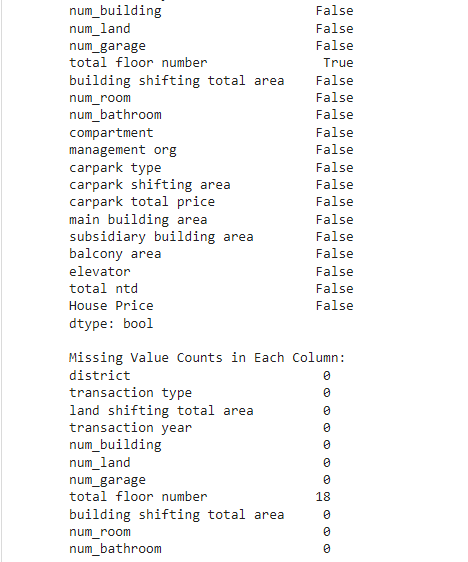 num_building False
num_land False
num_garage False
total floor number True
building shifting total area False
num_room False
num_bathroom False
compartment False
management org False
carpark type False
carpark shifting area False
carpark total price False
main building area False
subsidiary building area False
balcony area False
elevator False
total ntd False
House Price False
dtype: bool
Missing Value Counts in Each Column:
district 0
transaction type 0
land shifting total area 0
transaction year 0
num_building 0
num_land 0
num_garage 0
total floor number 18
building shifting total area 0
num_room 0
num_bathroom 0